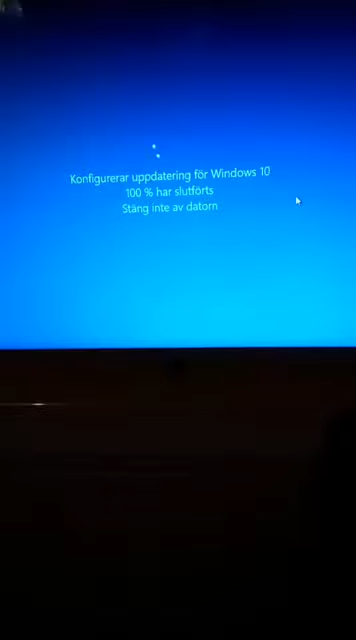 Konfigurerar uppdatering för Windows 10
100 % har slutförts
Stäng inte av datorn